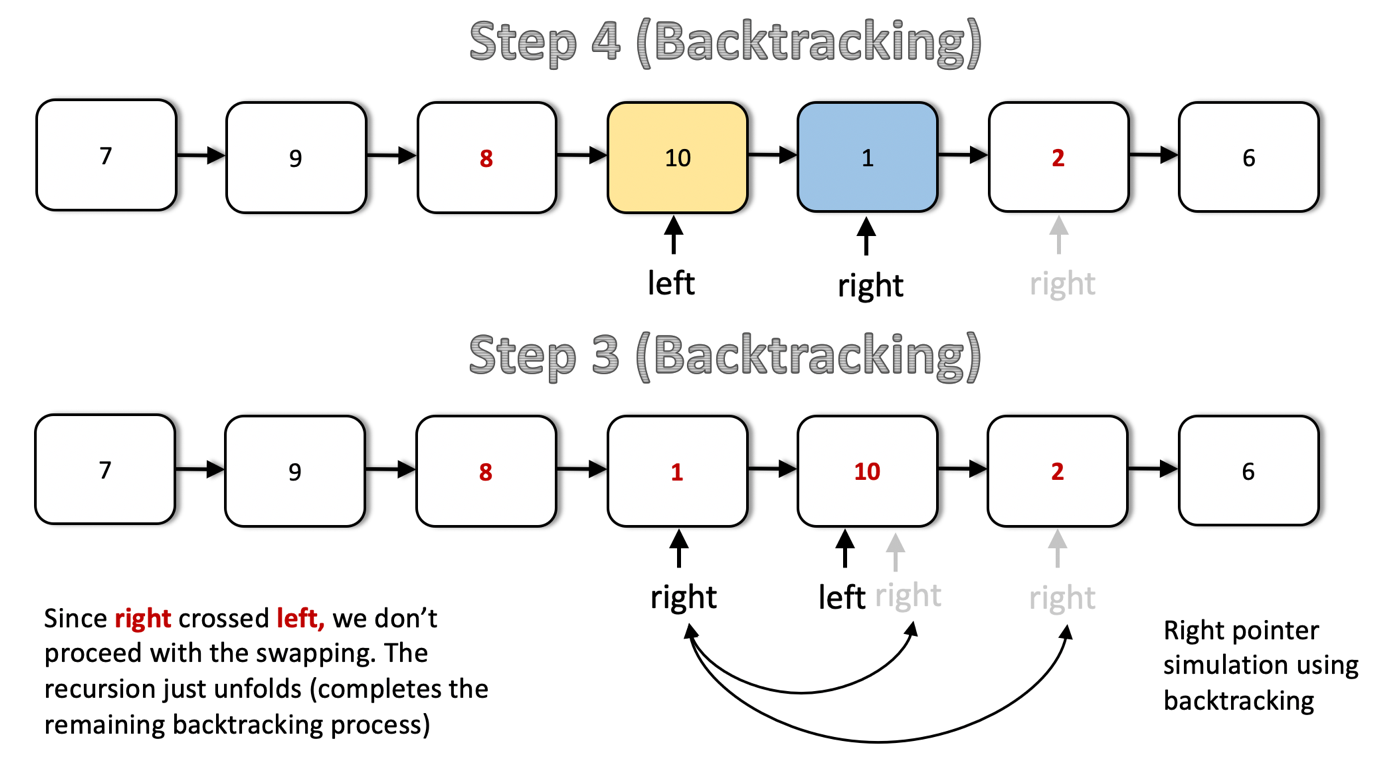 Step 4 (Backtracking)
7 9 8 10 1 2 6
left right right
Step 3 (Backtracking)
7 9 8 1 10 2 6
right left right right
Since right crossed left, we don’t
proceed with the swapping. The
recursion just unfolds (completes the
remaining backtracking process)
Right pointer
simulation using
backtracking